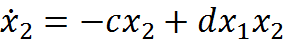 ẋ₂ = −cx₂ + dx₁x₂